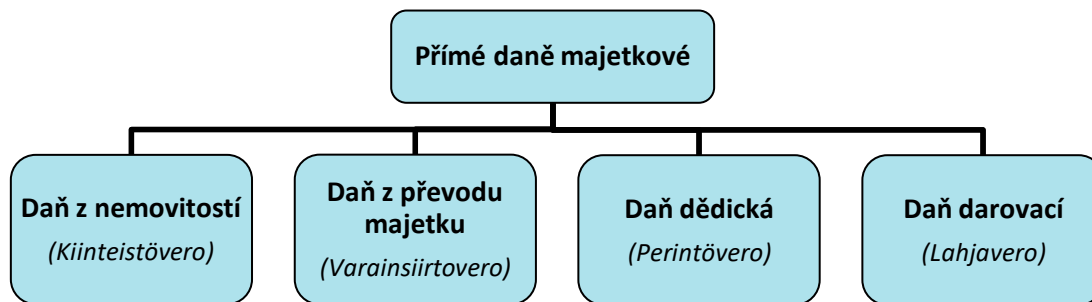 Přímé daně majetkové
Daň z nemovitostí
(Kiinteistövero)
Daň z převodu
majetku
(Varainsiirtovero)
Daň dědická
(Perintövero)
Daň darovací
(Lahjavero)